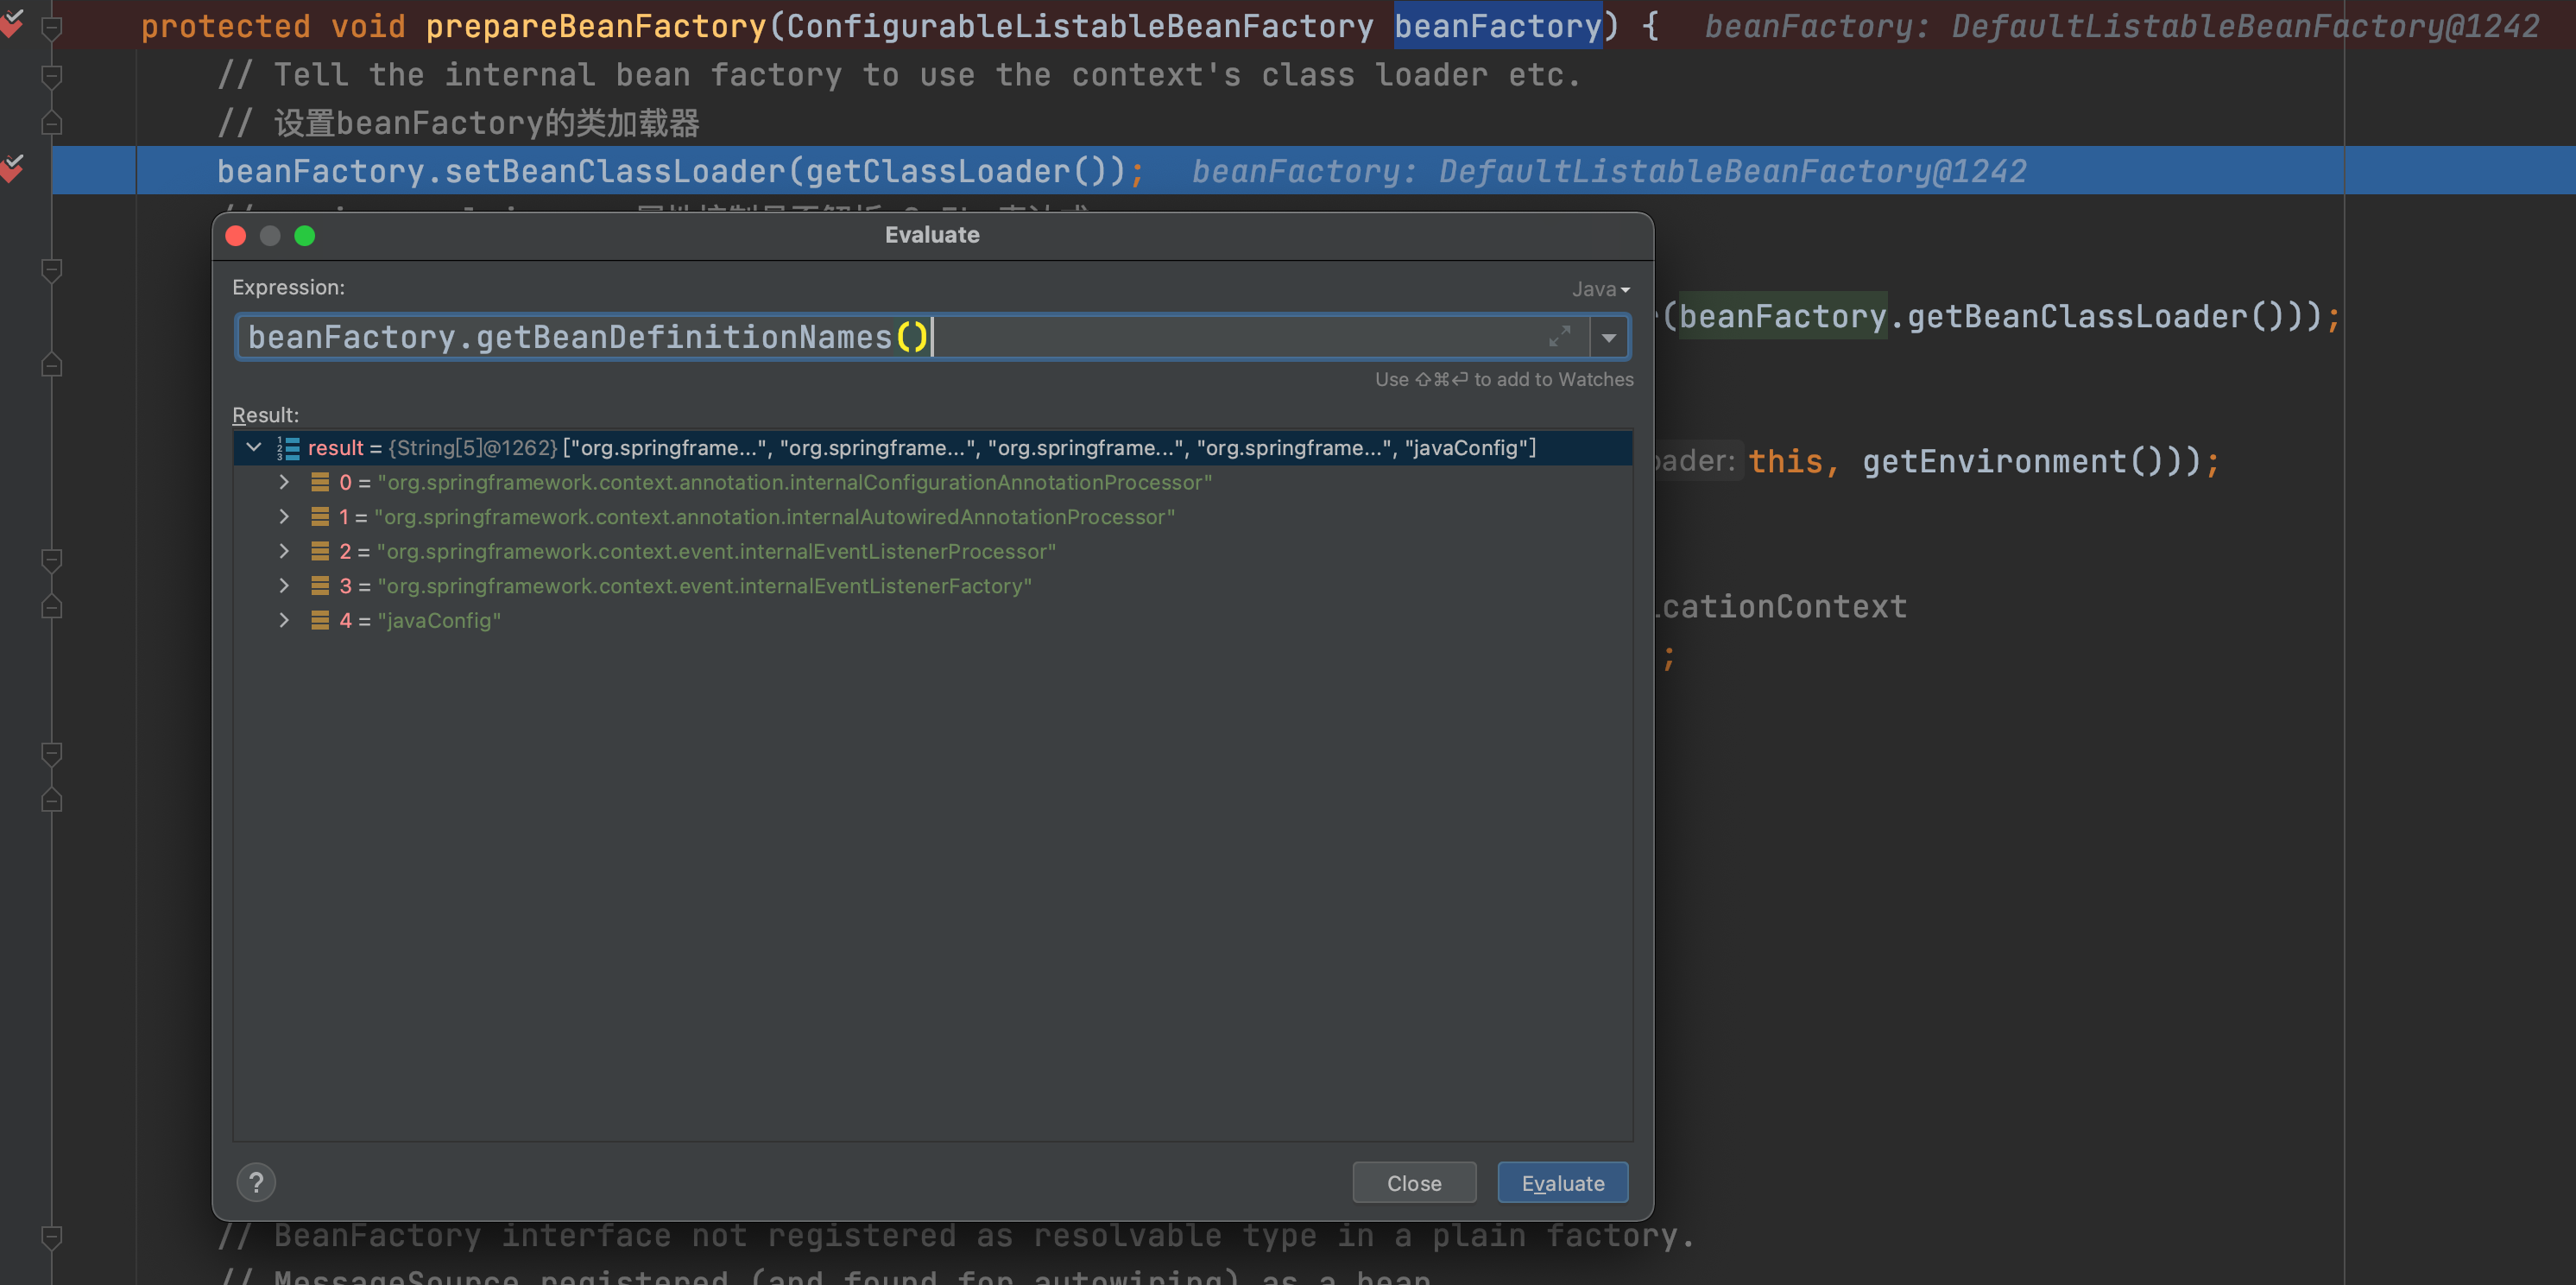 protected void prepareBeanFactory(ConfigurableListableBeanFactory beanFactory) { beanFactory: DefaultListableBeanFactory@1242
// Tell the internal bean factory to use the context's class loader etc.
// 设置beanFactory的类加载器
beanFactory.setBeanClassLoader(getClassLoader()); beanFactory: DefaultListableBeanFactory@1242
Evaluate
Expression:
Java
(beanFactory.getBeanClassLoader()));
beanFactory.getBeanDefinitionNames()
Use ⇧⌘⏎ to add to Watches
Result:
result = {String[5]@1262} ["org.springframe...", "org.springframe...", "org.springframe...", "org.springframe...", "javaConfig"]
this, getEnvironment()));
0 = "org.springframework.context.annotation.internalConfigurationAnnotationProcessor"
1 = "org.springframework.context.annotation.internalAutowiredAnnotationProcessor"
2 = "org.springframework.context.event.internalEventListenerProcessor"
3 = "org.springframework.context.event.internalEventListenerFactory"
icationContext
4 = "javaConfig"
;
?
Close
Evaluate
// BeanFactory interface not registered as resolvable type in a plain factory.
// MessageSource registered (and found for autowiring) as a bean